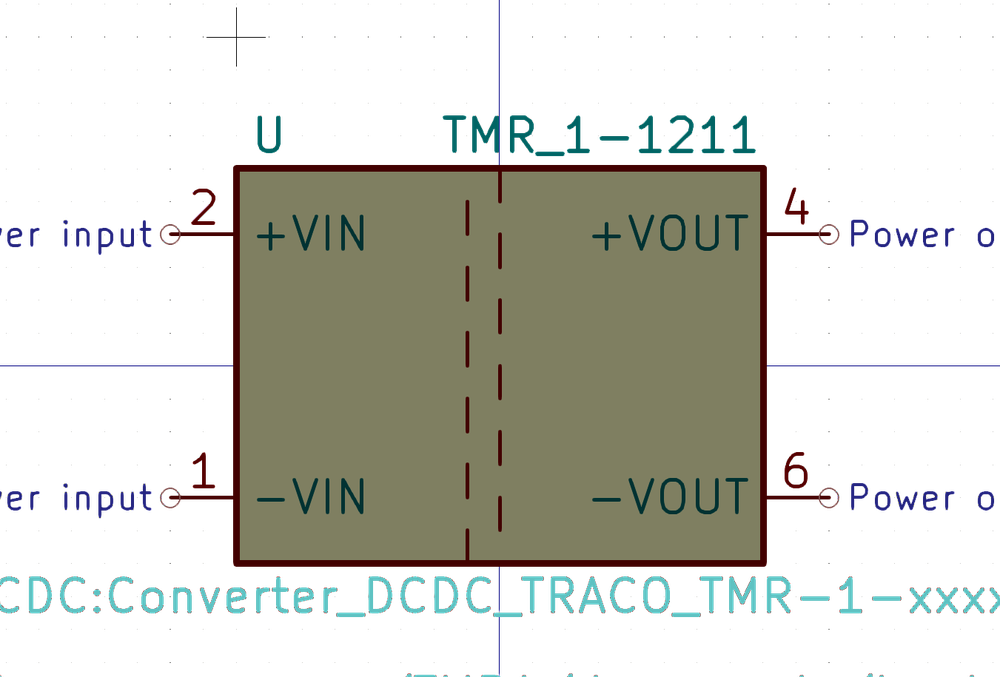 U TMR_1-1211
2 4
ver input +VIN +VOUT Power o
1 6
ver input -VIN -VOUT Power o
CDC:Converter_DCDC_TRACO_TMR-1-xxxx